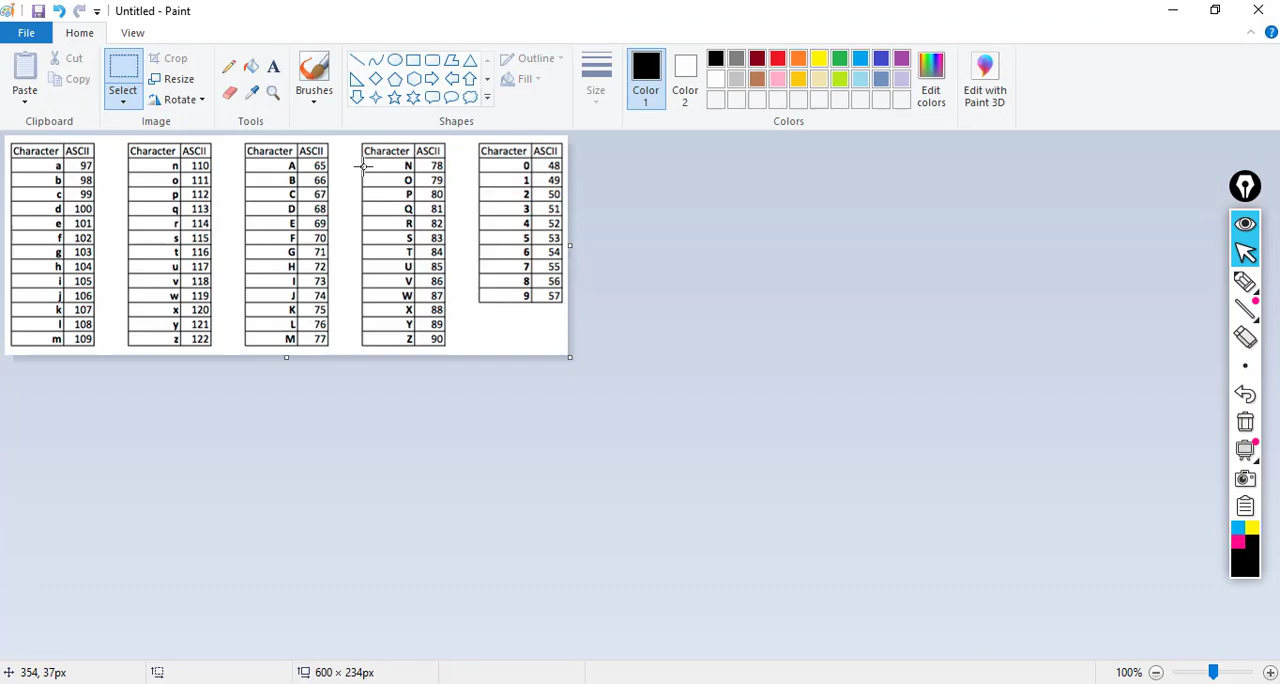 Untitled - Paint
File Home View
Paste
Cut
Copy
Clipboard
Select
Crop
Resize
Rotate
Image
Tools
Brushes
Shapes
Outline
Fill
Size
Color 1
Color 2
Edit colors
Colors
Edit with Paint 3D
Character ASCII Character ASCII Character ASCII Character ASCII Character ASCII
a 97 n 110 A 65 N 78 0 48
b 98 o 111 B 66 O 79 1 49
c 99 p 112 C 67 P 80 2 50
d 100 q 113 D 68 Q 81 3 51
e 101 r 114 E 69 R 82 4 52
f 102 s 115 F 70 S 83 5 53
g 103 t 116 G 71 T 84 6 54
h 104 u 117 H 72 U 85 7 55
i 105 v 118 I 73 V 86 8 56
j 106 w 119 J 74 W 87 9 57
k 107 x 120 K 75 X 88
l 108 y 121 L 76 Y 89
m 109 z 122 M 77 Z 90
354, 37px 600 × 234px 100%